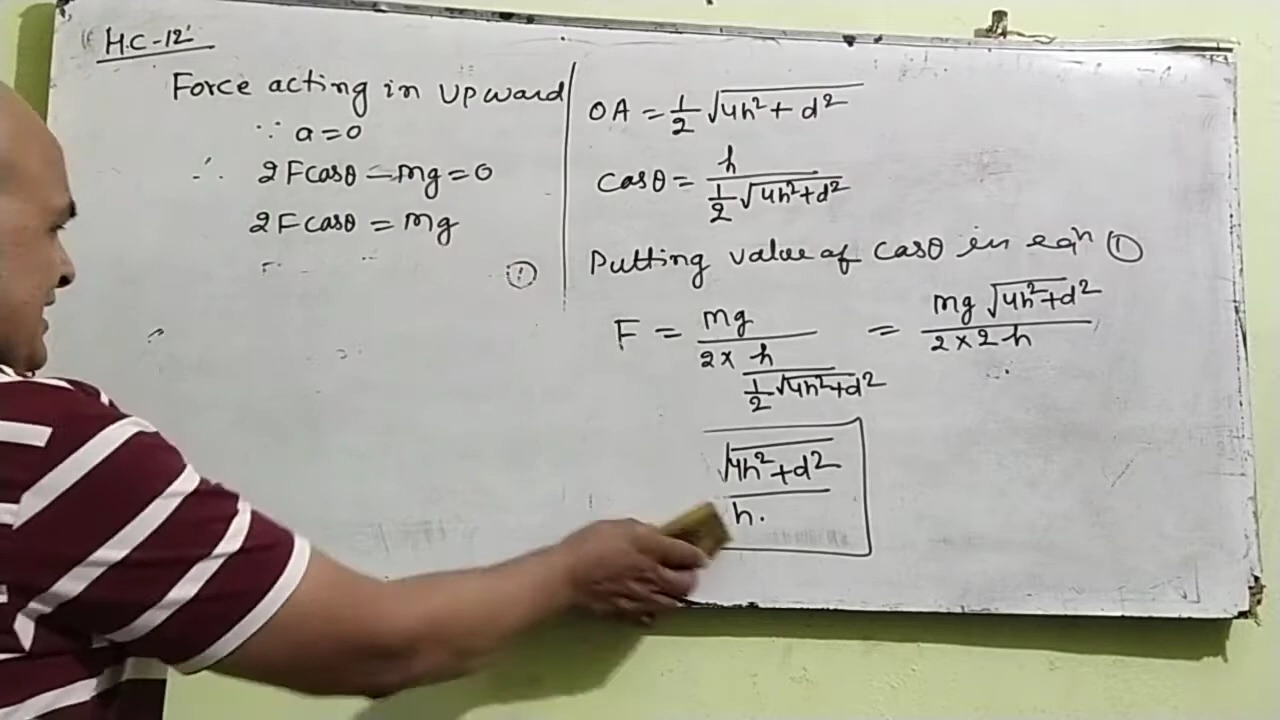 H.C-12'
Force acting in upward
∵ a=0
∴ 2Fcosθ - mg = 0
2Fcosθ = mg
①
OA = 1/2 √4h²+d²
cosθ = h / 1/2 √4h²+d²
Putting value of cosθ in eqⁿ ①
F = mg / 2× h / 1/2 √4h²+d² = mg √4h²+d² / 2×2h
√4h²+d² / h.